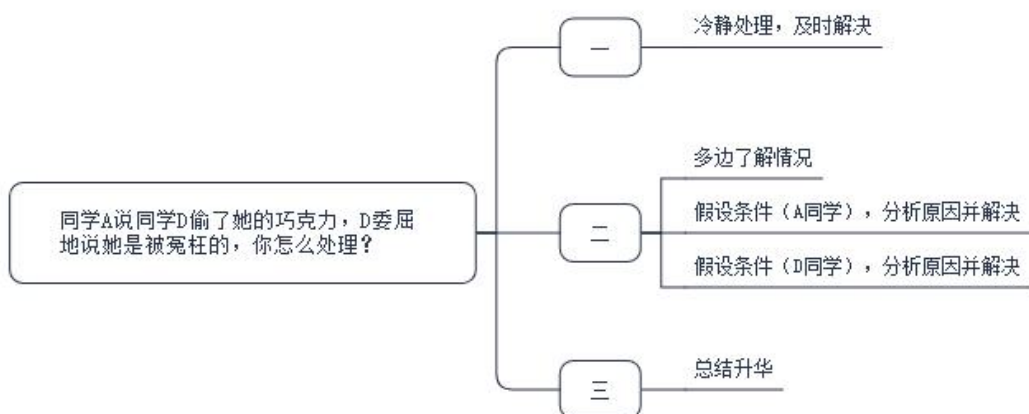 同学A说同学D偷了她的巧克力，D委屈
地说她是被冤枉的，你怎么处理？
一
冷静处理，及时解决
二
多边了解情况
假设条件（A同学），分析原因并解决
假设条件（D同学），分析原因并解决
三
总结升华